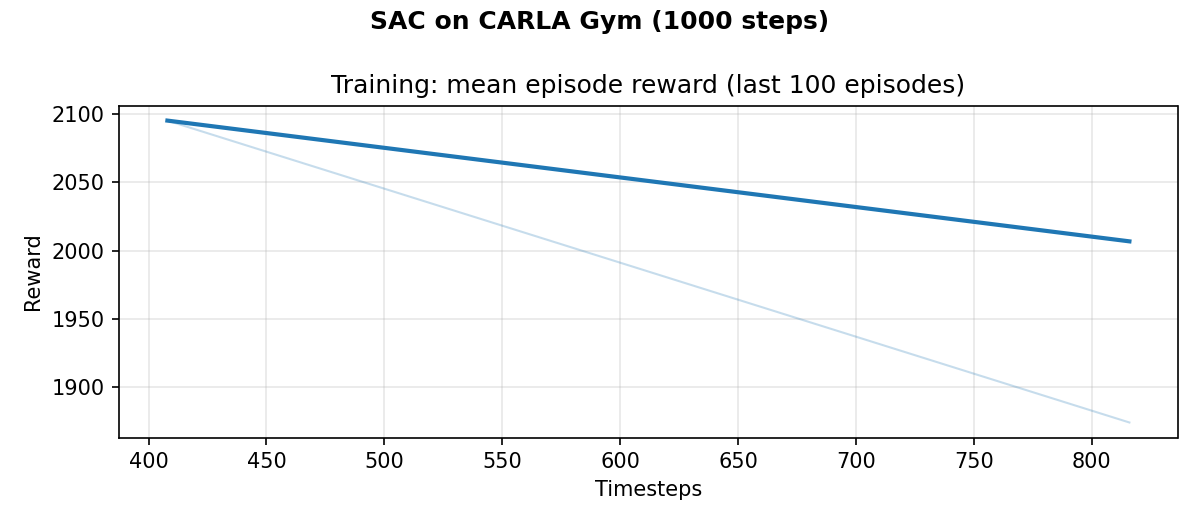 SAC on CARLA Gym (1000 steps)
Training: mean episode reward (last 100 episodes)
2100
2050
2000
1950
1900
Reward
400 450 500 550 600 650 700 750 800
Timesteps